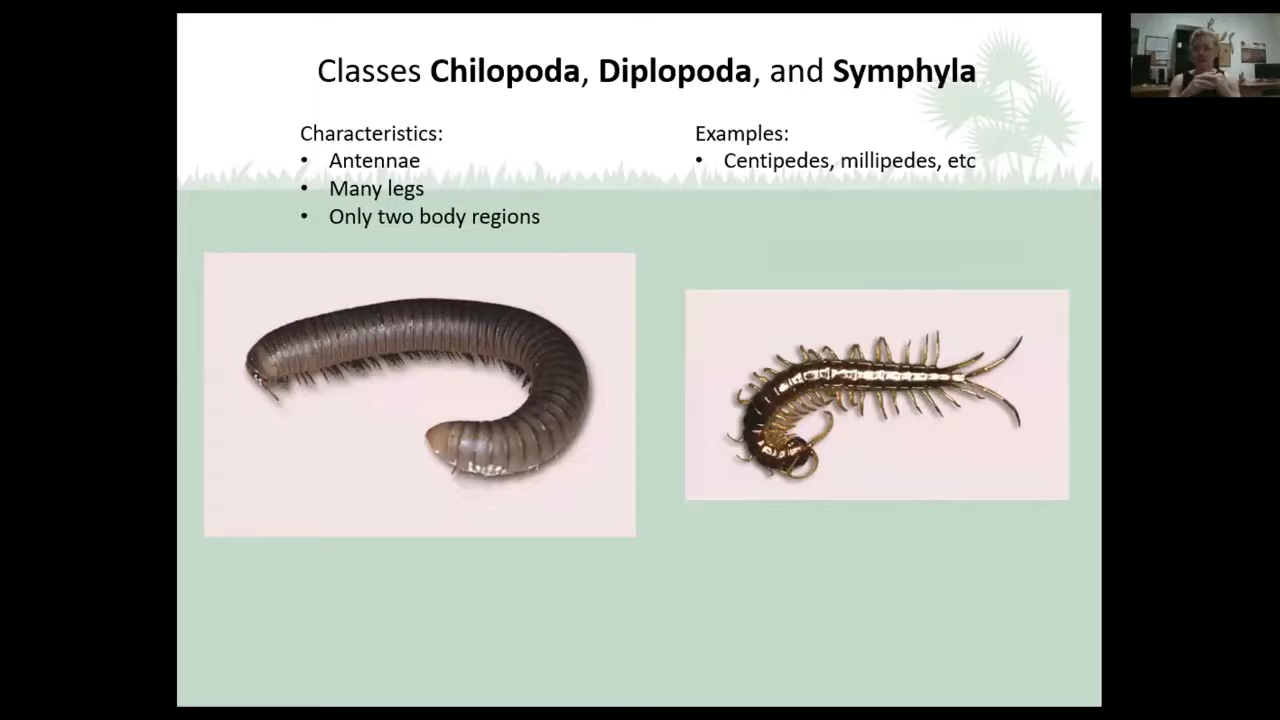 Classes Chilopoda, Diplopoda, and Symphyla
Characteristics:
• Antennae
• Many legs
• Only two body regions
Examples:
• Centipedes, millipedes, etc